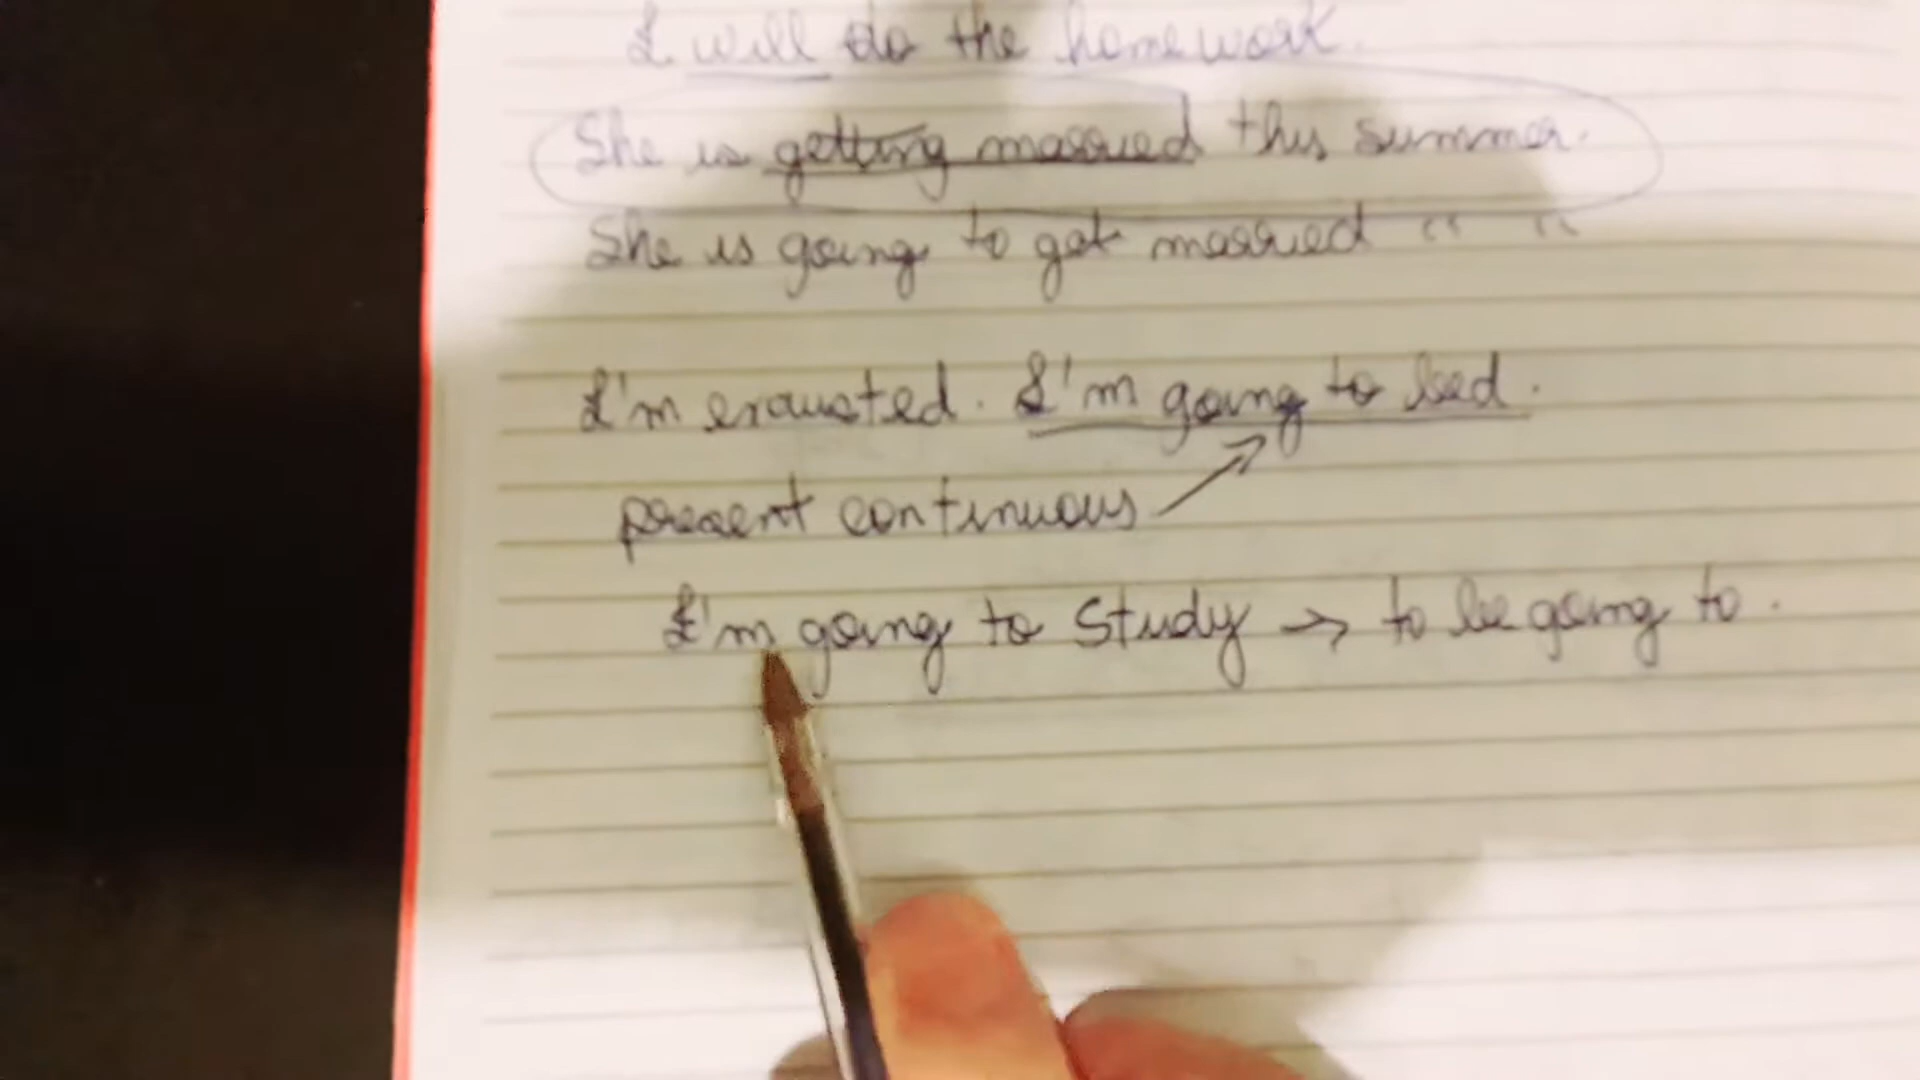 I will do the homework.
She is getting married this summer.
She is going to get married " "
I'm exausted. I'm going to bed.
present continuous ↗
I'm going to study → to be going to.